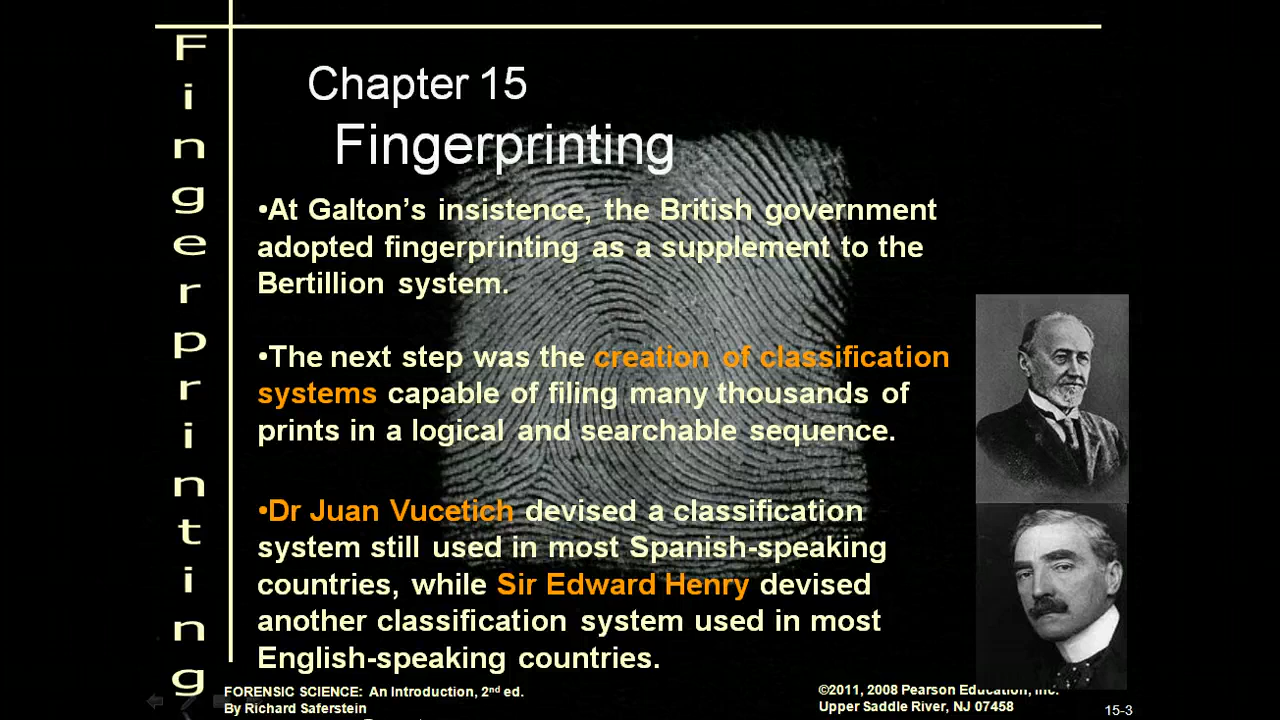 Fingerprinting
Chapter 15
Fingerprinting
•At Galton’s insistence, the British government
adopted fingerprinting as a supplement to the
Bertillion system.
•The next step was the creation of classification
systems capable of filing many thousands of
prints in a logical and searchable sequence.
•Dr Juan Vucetich devised a classification
system still used in most Spanish-speaking
countries, while Sir Edward Henry devised
another classification system used in most
English-speaking countries.
FORENSIC SCIENCE: An Introduction, 2nd ed.
By Richard Saferstein
©2011, 2008 Pearson Education, Inc.
Upper Saddle River, NJ 07458
15-3